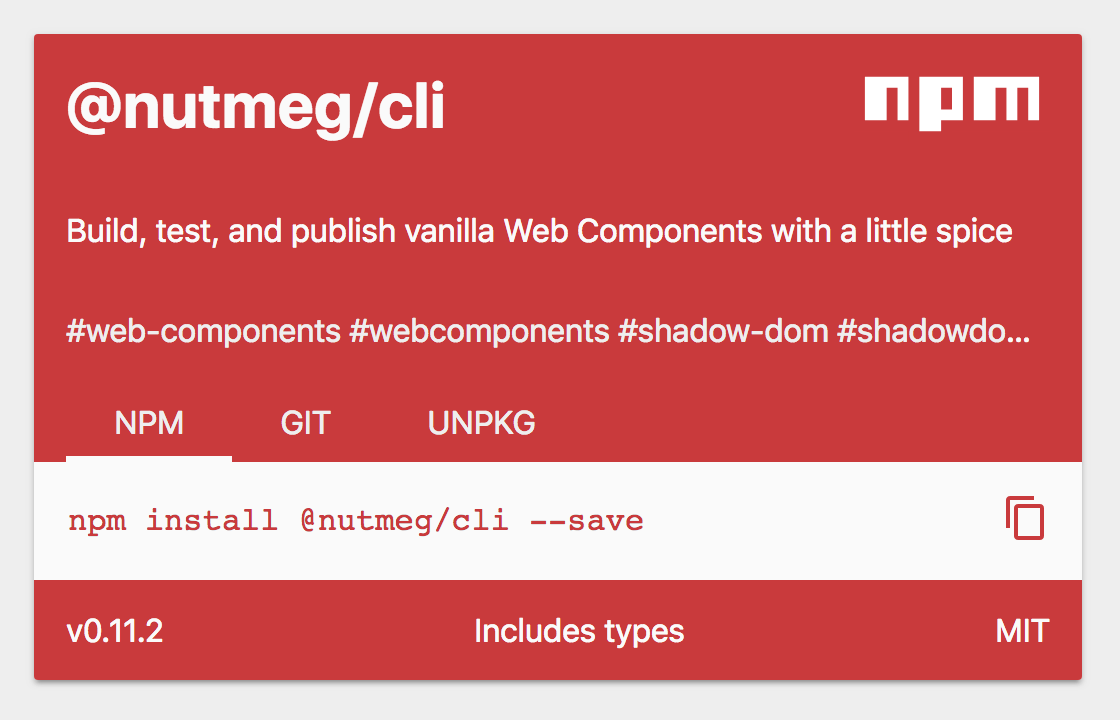 @nutmeg/cli
npm
Build, test, and publish vanilla Web Components with a little spice
#web-components #webcomponents #shadow-dom #shadowdo...
NPM GIT UNPKG
npm install @nutmeg/cli --save
v0.11.2 Includes types MIT